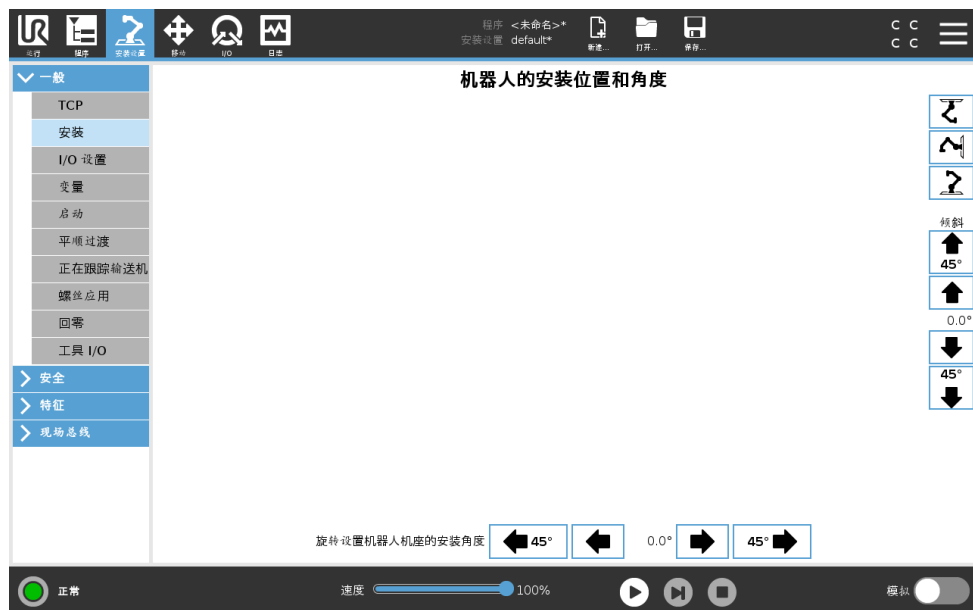 程序 <未命名>*
安装设置 default*
运行 程序 安装设置 移动 I/O 日志
新建... 打开... 保存...
C C
C C
一般
TCP
安装
I/O 设置
变量
启动
平顺过渡
正在跟踪输送机
螺丝应用
回零
工具 I/O
安全
特征
现场总线
机器人的安装位置和角度
倾斜
45°
0.0°
45°
旋转设置机器人机座的安装角度 45° 0.0° 45°
正常
速度 100%
模拟